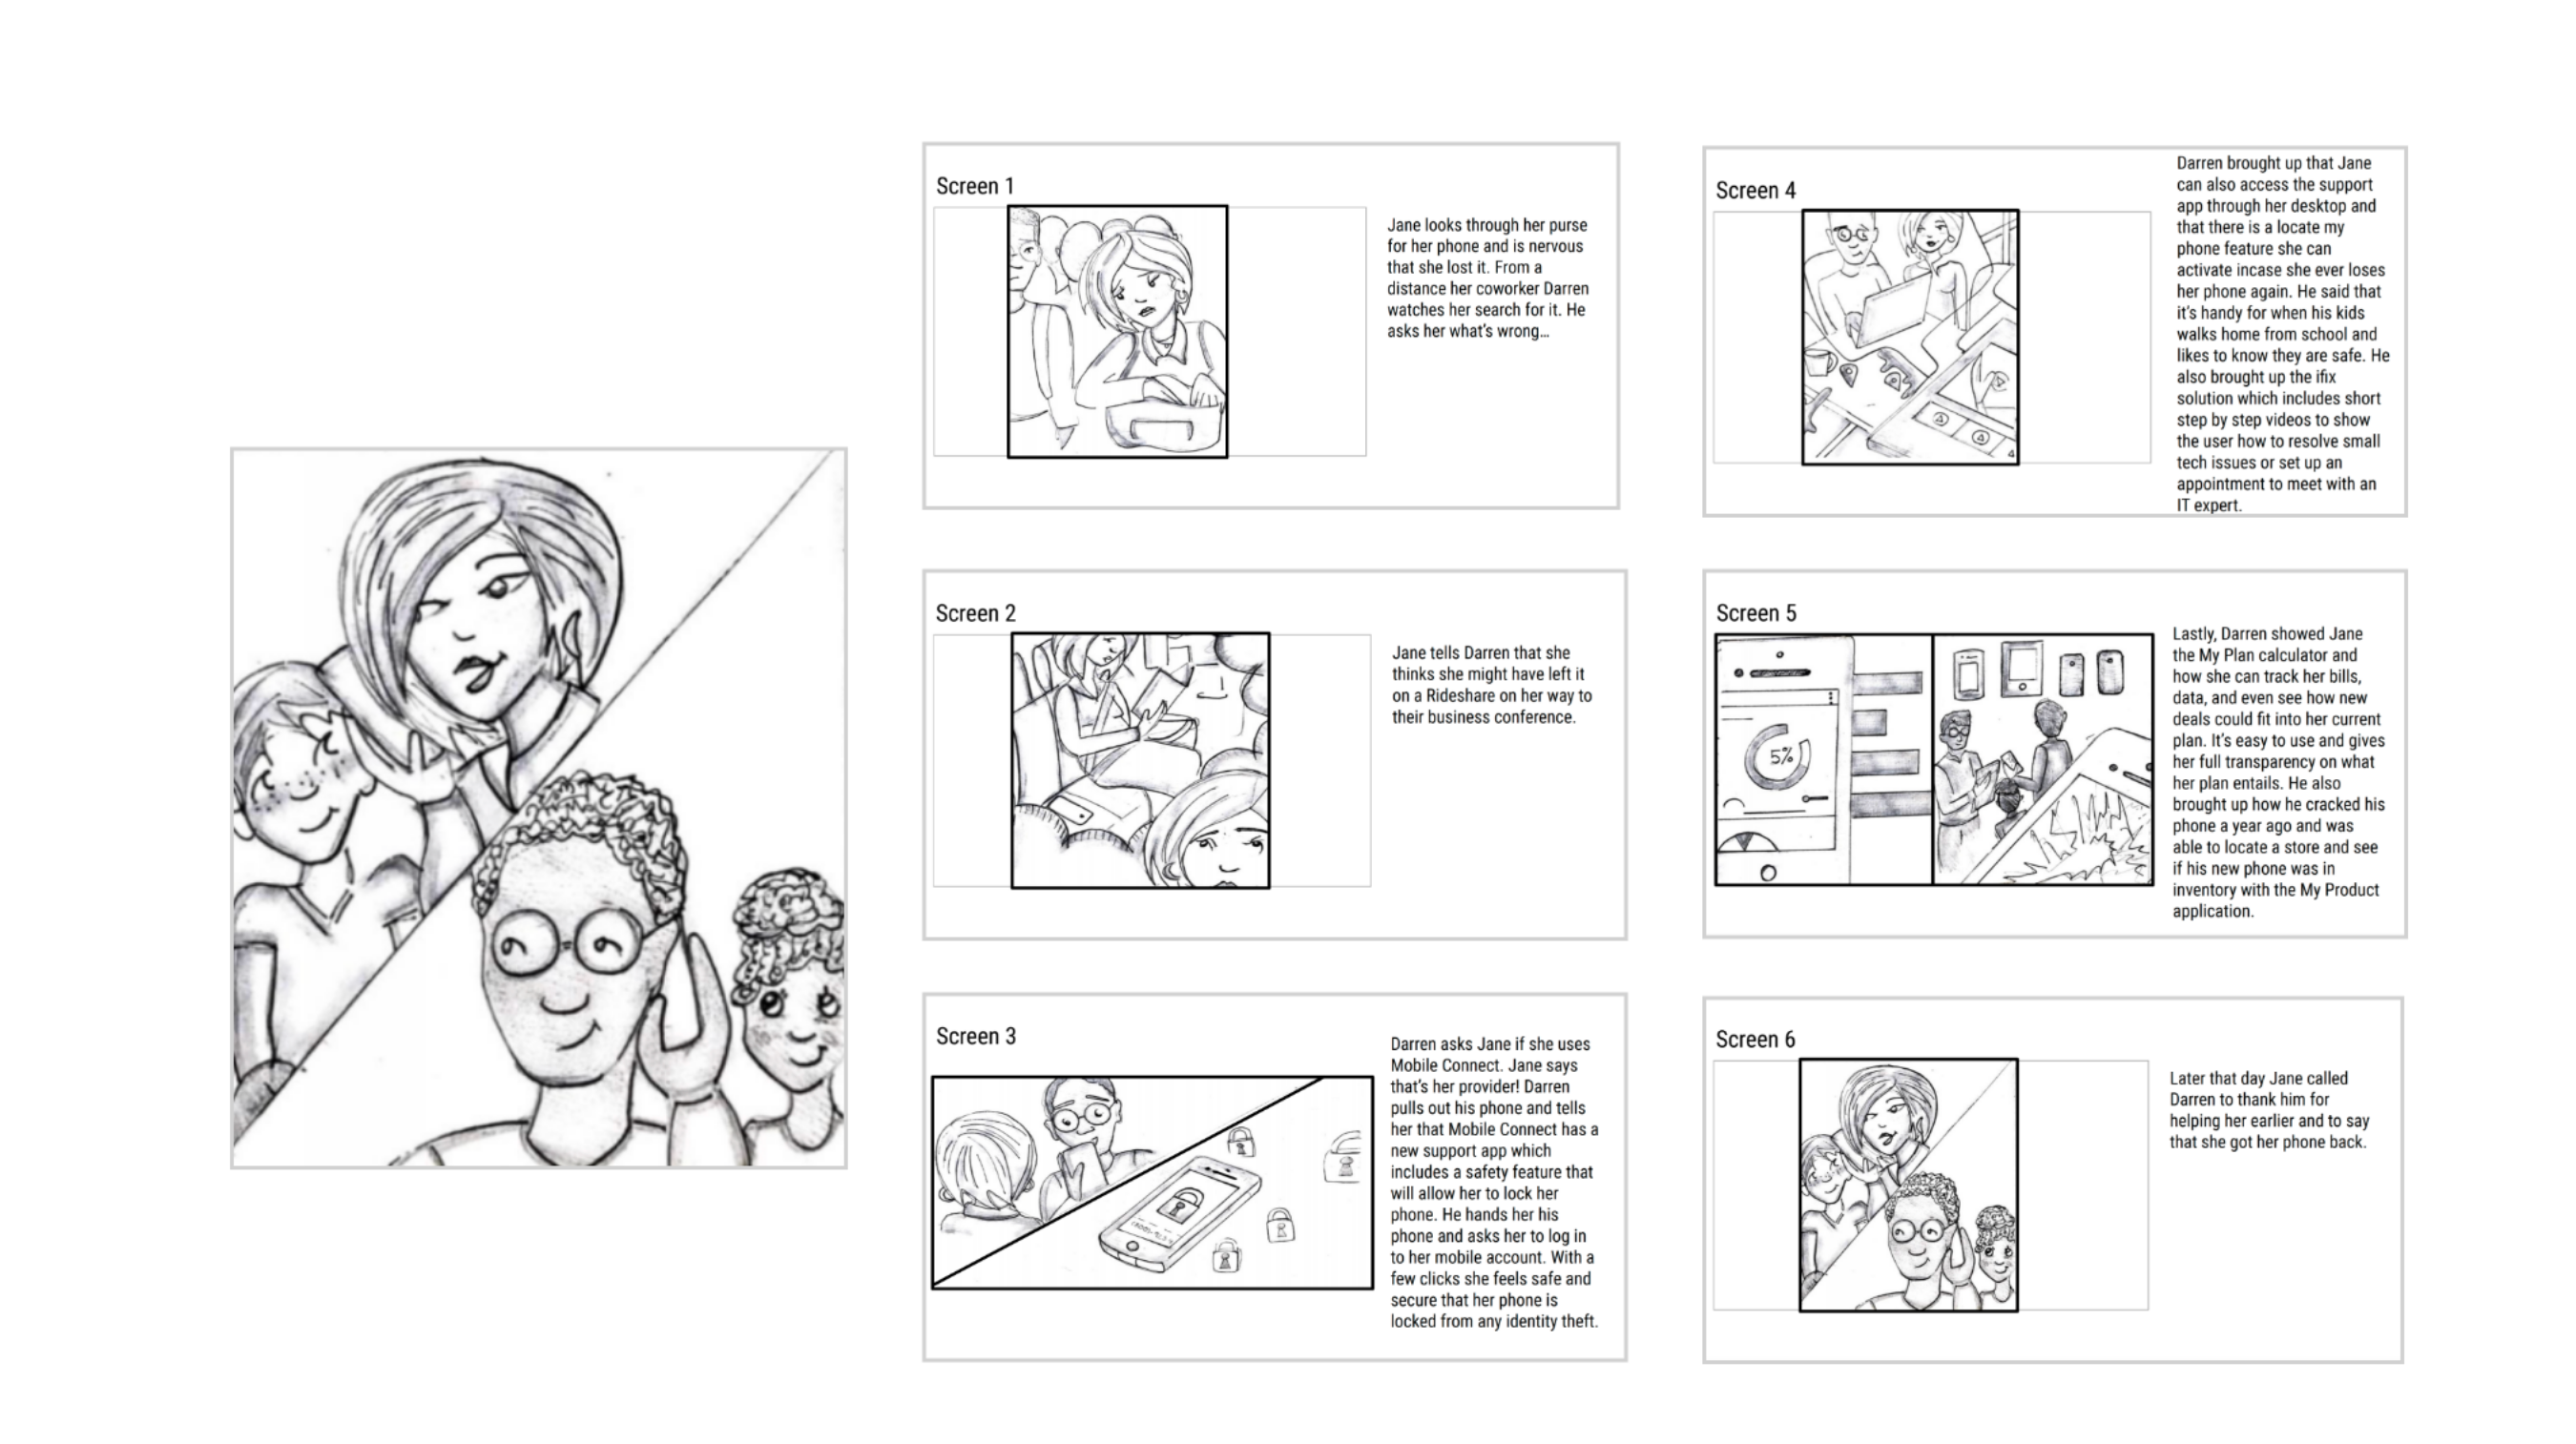 Screen 1
Jane looks through her purse
for her phone and is nervous
that she lost it. From a
distance her coworker Darren
watches her search for it. He
asks her what's wrong...
Screen 2
Jane tells Darren that she
thinks she might have left it
on a Rideshare on her way to
their business conference.
Screen 3
Darren asks Jane if she uses
Mobile Connect. Jane says
that's her provider! Darren
pulls out his phone and tells
her that Mobile Connect has a
new support app which
includes a safety feature that
will allow her to lock her
phone. He hands her his
phone and asks her to log in
to her mobile account. With a
few clicks she feels safe and
secure that her phone is
locked from any identity theft.
Screen 4
Darren brought up that Jane
can also access the support
app through her desktop and
that there is a locate my
phone feature she can
activate incase she ever loses
her phone again. He said that
it's handy for when his kids
walks home from school and
likes to know they are safe. He
also brought up the ifix
solution which includes short
step by step videos to show
the user how to resolve small
tech issues or set up an
appointment to meet with an
IT expert.
4
Screen 5
5%
Lastly, Darren showed Jane
the My Plan calculator and
how she can track her bills,
data, and even see how new
deals could fit into her current
plan. It's easy to use and gives
her full transparency on what
her plan entails. He also
brought up how he cracked his
phone a year ago and was
able to locate a store and see
if his new phone was in
inventory with the My Product
application.
Screen 6
Later that day Jane called
Darren to thank him for
helping her earlier and to say
that she got her phone back.